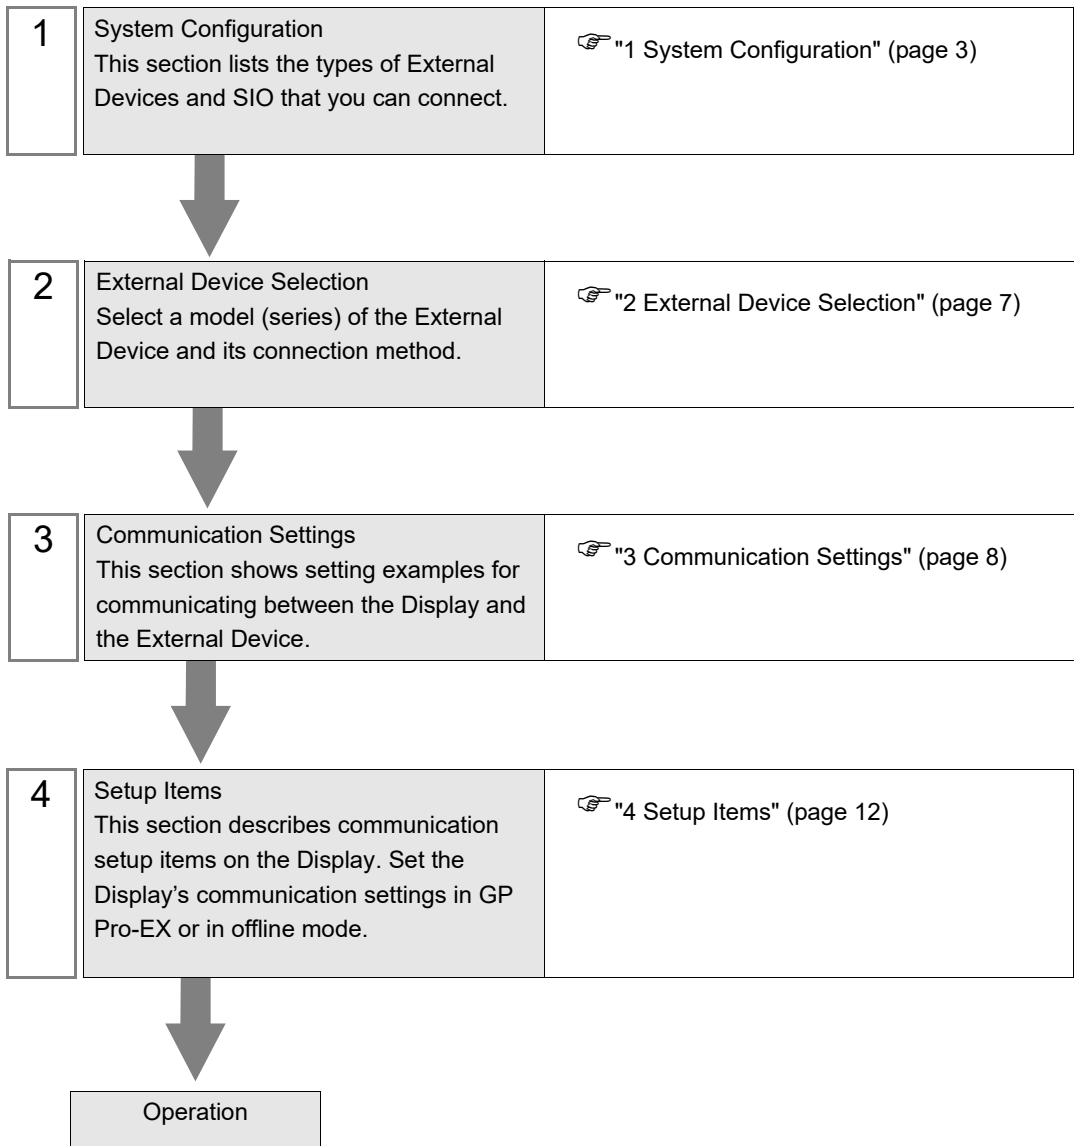 1
System Configuration
This section lists the types of External
Devices and SIO that you can connect.
"1 System Configuration" (page 3)
2
External Device Selection
Select a model (series) of the External
Device and its connection method.
"2 External Device Selection" (page 7)
3
Communication Settings
This section shows setting examples for
communicating between the Display and
the External Device.
"3 Communication Settings" (page 8)
4
Setup Items
This section describes communication
setup items on the Display. Set the
Display’s communication settings in GP
Pro-EX or in offline mode.
"4 Setup Items" (page 12)
Operation